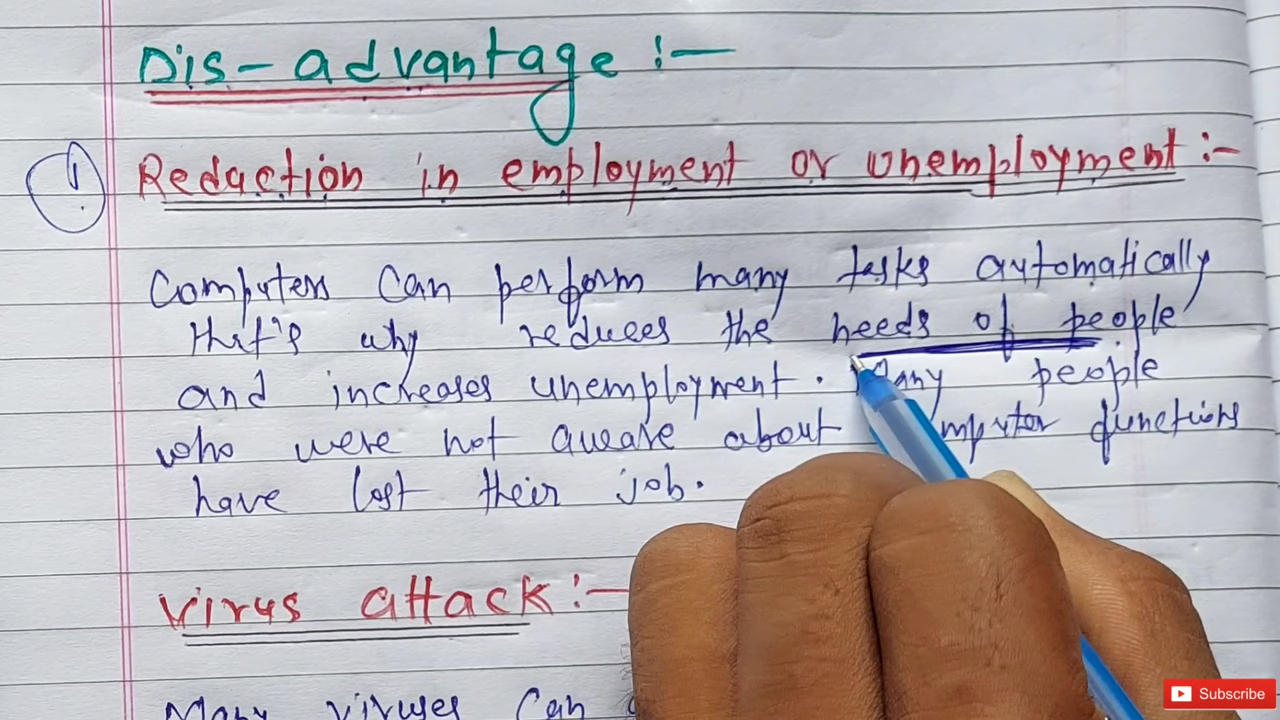 Dis-advantage :-
① Reduction in employment or unemployment :-
Computers can perform many tasks automatically
that's why reduces the needs of people
and increases unemployment. Many people
who were not aware about functions
have lost their job.
Virus attack :-
Many viruses can
Subscribe